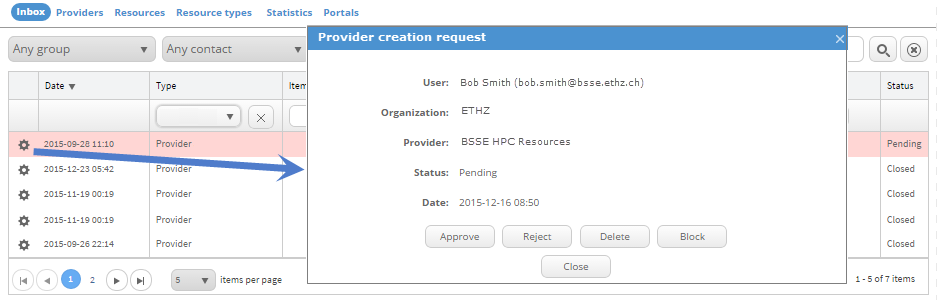 Inbox Providers Resources Resource types Statistics Portals
Any group Any contact
Provider creation request
Date Type Item Status
User: Bob Smith (bob.smith@bsse.ethz.ch)
Organization: ETHZ
Provider: BSSE HPC Resources
Status: Pending
Date: 2015-12-16 08:50
Approve Reject Delete Block
Close
2015-09-28 11:10 Provider Pending
2015-12-23 05:42 Provider Closed
2015-11-19 00:19 Provider Closed
2015-11-19 00:19 Provider Closed
2015-09-26 22:14 Provider Closed
1 2 5 items per page 1 - 5 of 7 items